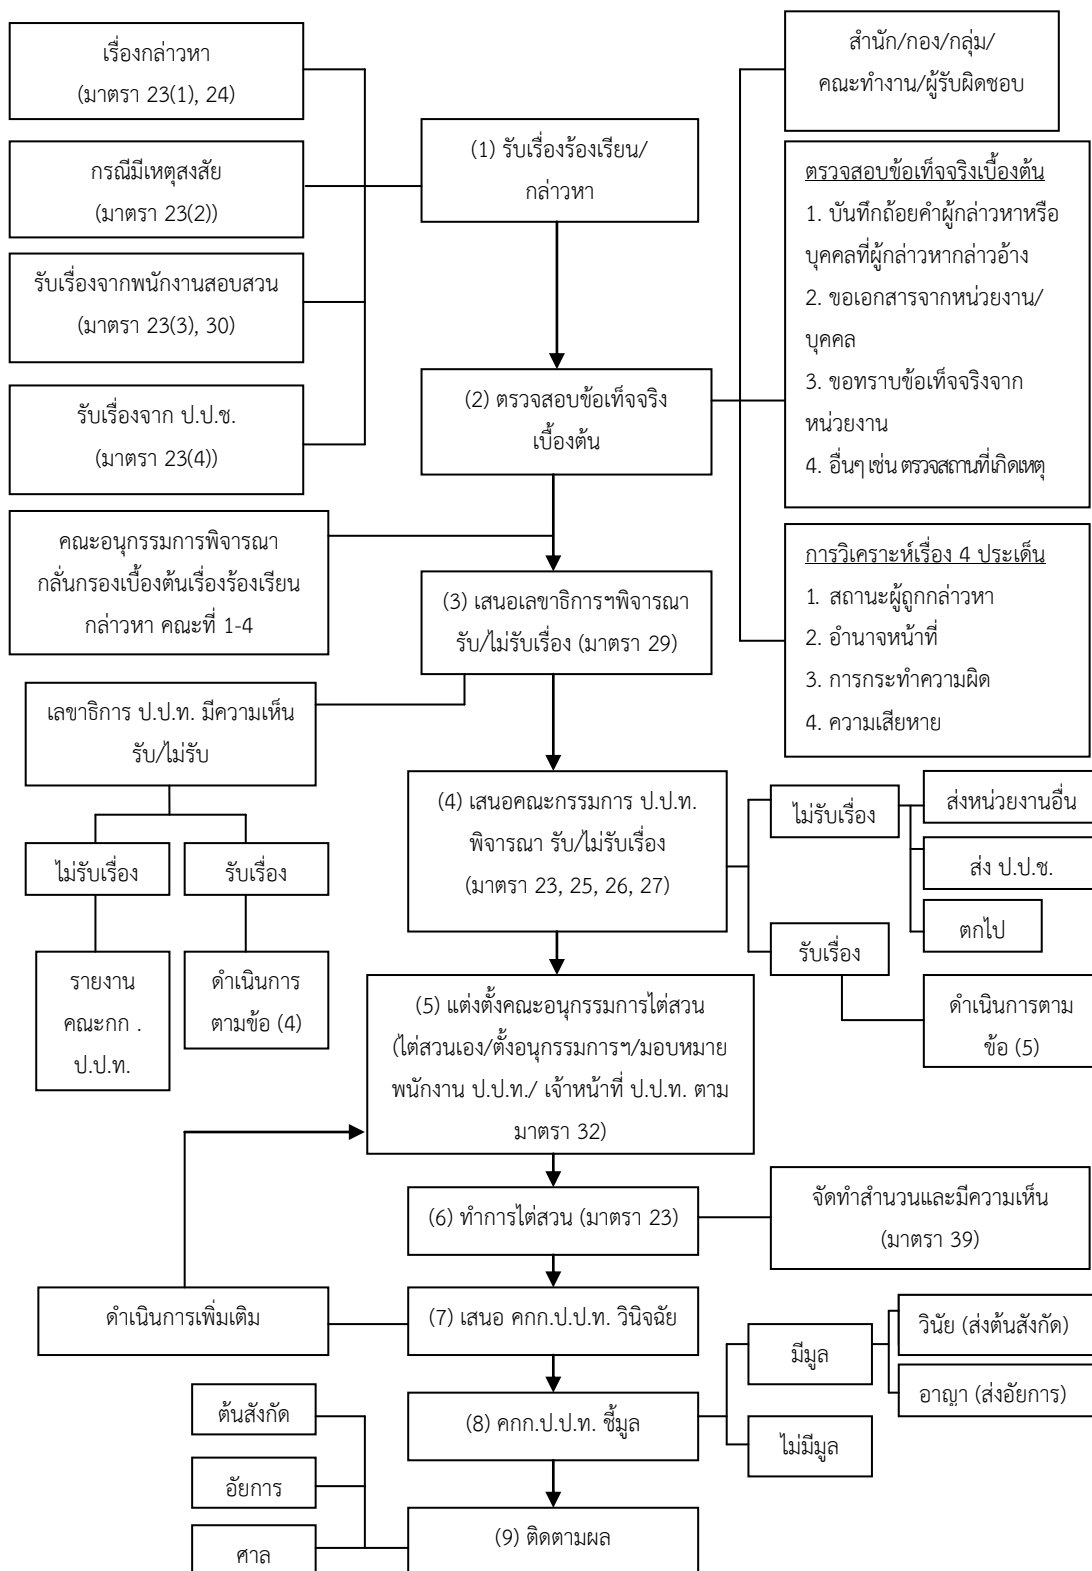 เรื่องกล่าวหา
(มาตรา 23(1), 24)
กรณีมีเหตุสงสัย
(มาตรา 23(2))
รับเรื่องจากพนักงานสอบสวน
(มาตรา 23(3), 30)
รับเรื่องจาก ป.ป.ช.
(มาตรา 23(4))
(1) รับเรื่องร้องเรียน/
กล่าวหา
สำนัก/กอง/กลุ่ม/
คณะทำงาน/ผู้รับผิดชอบ
(2) ตรวจสอบข้อเท็จจริง
เบื้องต้น
ตรวจสอบข้อเท็จจริงเบื้องต้น
1. บันทึกถ้อยคำผู้กล่าวหาหรือ
บุคคลที่ผู้กล่าวหากล่าวอ้าง
2. ขอเอกสารจากหน่วยงาน/
บุคคล
3. ขอทราบข้อเท็จจริงจาก
หน่วยงาน
4. อื่นๆ เช่น ตรวจสถานที่เกิดเหตุ
การวิเคราะห์เรื่อง 4 ประเด็น
1. สถานะผู้ถูกกล่าวหา
2. อำนาจหน้าที่
3. การกระทำความผิด
4. ความเสียหาย
คณะอนุกรรมการพิจารณา
กลั่นกรองเบื้องต้นเรื่องร้องเรียน
กล่าวหา คณะที่ 1-4
(3) เสนอเลขาธิการฯพิจารณา
รับ/ไม่รับเรื่อง (มาตรา 29)
เลขาธิการ ป.ป.ท. มีความเห็น
รับ/ไม่รับ
ไม่รับเรื่อง
รับเรื่อง
รายงาน
คณะกก .
ป.ป.ท.
ดำเนินการ
ตามข้อ (4)
(4) เสนอคณะกรรมการ ป.ป.ท.
พิจารณา รับ/ไม่รับเรื่อง
(มาตรา 23, 25, 26, 27)
ไม่รับเรื่อง
ส่งหน่วยงานอื่น
ส่ง ป.ป.ช.
ตกไป
รับเรื่อง
ดำเนินการตาม
ข้อ (5)
(5) แต่งตั้งคณะอนุกรรมการไต่สวน
(ไต่สวนเอง/ตั้งอนุกรรมการฯ/มอบหมาย
พนักงาน ป.ป.ท./ เจ้าหน้าที่ ป.ป.ท. ตาม
มาตรา 32)
(6) ทำการไต่สวน (มาตรา 23)
จัดทำสำนวนและมีความเห็น
(มาตรา 39)
ดำเนินการเพิ่มเติม
(7) เสนอ คกก.ป.ป.ท. วินิจฉัย
(8) คกก.ป.ป.ท. ชี้มูล
มีมูล
วินัย (ส่งต้นสังกัด)
อาญา (ส่งอัยการ)
ไม่มีมูล
ต้นสังกัด
อัยการ
ศาล
(9) ติดตามผล